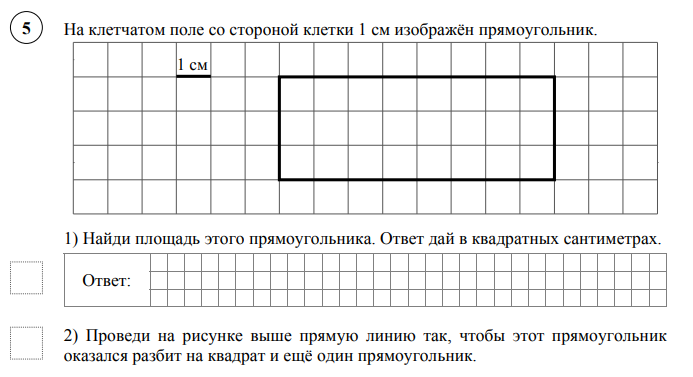 5 На клетчатом поле со стороной клетки 1 см изображён прямоугольник.
1 см
1) Найди площадь этого прямоугольника. Ответ дай в квадратных сантиметрах.
Ответ:
2) Проведи на рисунке выше прямую линию так, чтобы этот прямоугольник
оказался разбит на квадрат и ещё один прямоугольник.